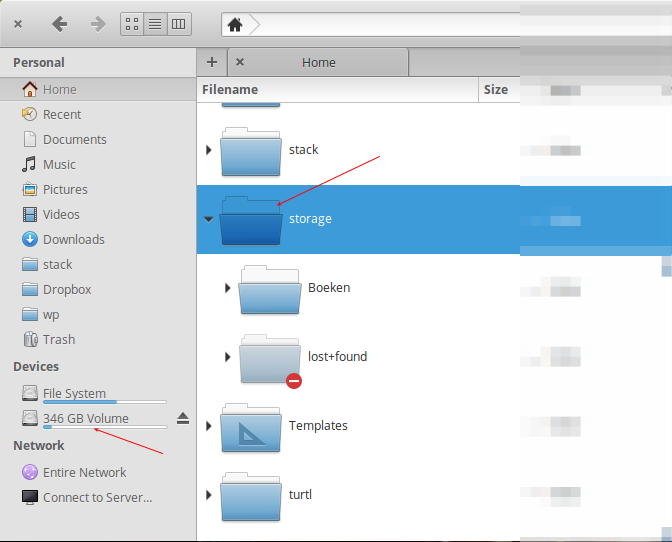 Personal
Home
Recent
Documents
Music
Pictures
Videos
Downloads
stack
Dropbox
wp
Trash
Devices
File System
346 GB Volume
Network
Entire Network
Connect to Server...
Home
Filename
Size
stack
storage
Boeken
lost+found
Templates
turtl